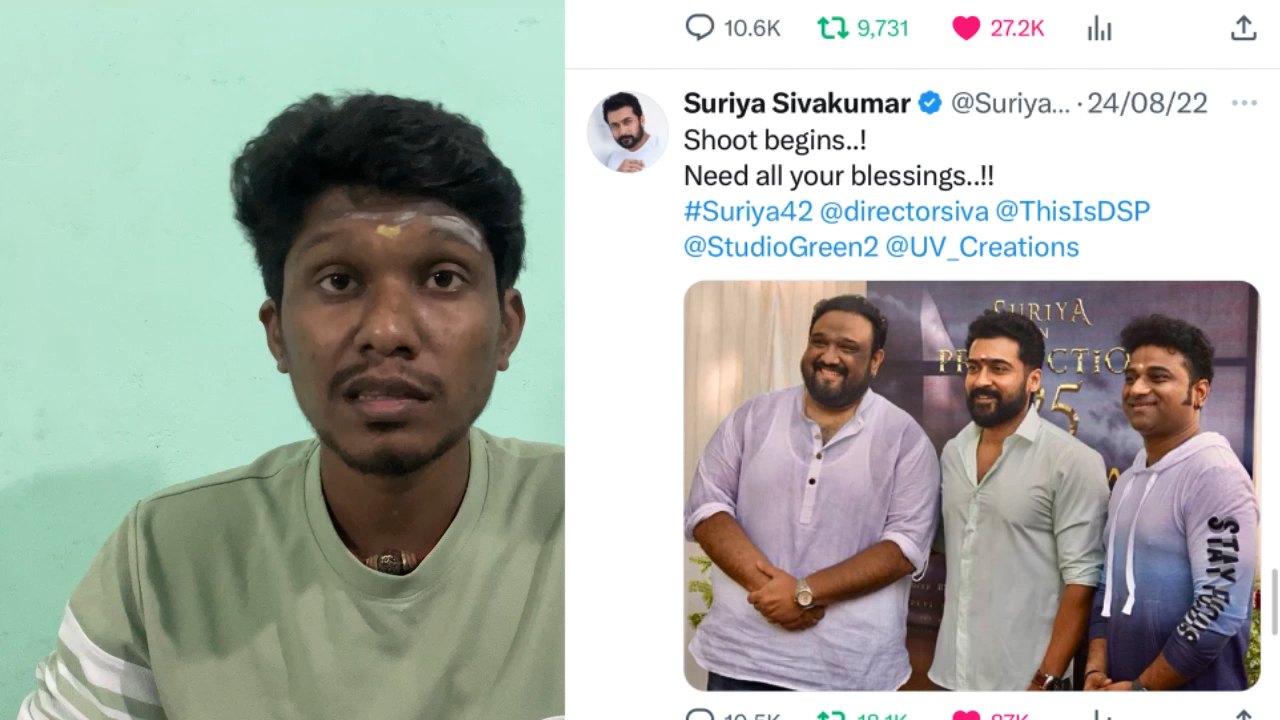 10.6K 9,731 27.2K
Suriya Sivakumar @Suriya... · 24/08/22
Shoot begins..!
Need all your blessings..!!
#Suriya42 @directorsiva @ThisIsDSP
@StudioGreen2 @UV_Creations
SURIYA
STAY